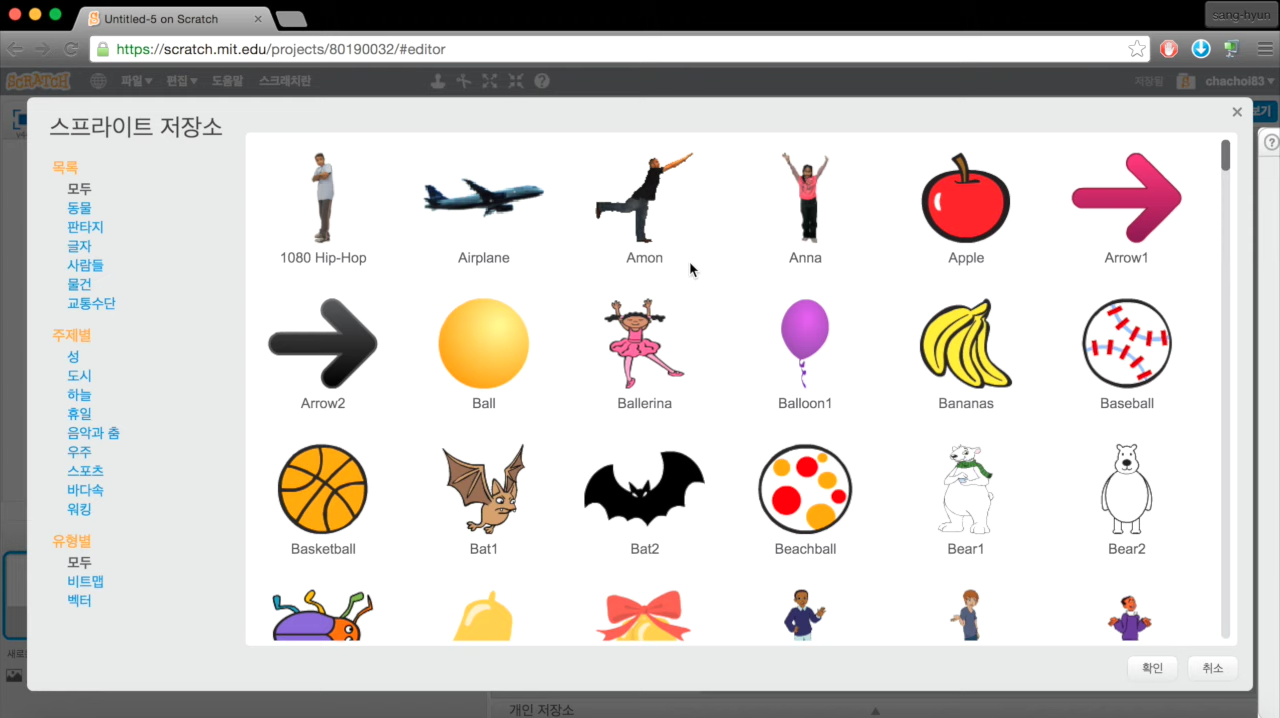 Untitled-5 on Scratch
sang-hyun
https://scratch.mit.edu/projects/80190032/#editor
SCRATCH 파일 편집 도움말 스크래치란 저장됨 chachoi83
보기
스프라이트 저장소
목록
모두
동물
판타지
글자
사람들
물건
교통수단
주제별
성
도시
하늘
휴일
음악과 춤
우주
스포츠
바다속
워킹
유형별
모두
비트맵
벡터
1080 Hip-Hop Airplane Amon Anna Apple Arrow1
Arrow2 Ball Ballerina Balloon1 Bananas Baseball
Basketball Bat1 Bat2 Beachball Bear1 Bear2
확인 취소
개인 저장소